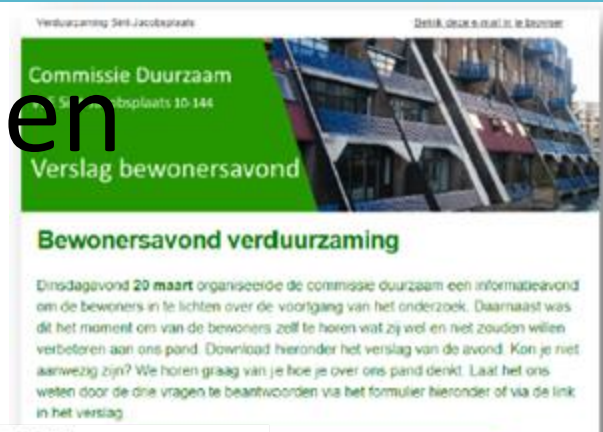 Verduurzaming Sint-Jacobsplaats
Bekijk deze e-mail in je browser
Commissie Duurzaam
en
10-144
Verslag bewonersavond
Bewonersavond verduurzaming
Dinsdagavond 20 maart organiseerde de commissie duurzaam een informatieavond
om de bewoners in te lichten over de voortgang van het onderzoek. Daarnaast was
dit het moment om van de bewoners zelf te horen wat zij wel en niet zouden willen
verbeteren aan ons pand. Download hieronder het verslag van de avond. Kon je niet
aanwezig zijn? We horen graag van je hoe je over ons pand denkt. Laat het ons
weten door de drie vragen te beantwoorden via het formulier hieronder of via de link
in het verslag